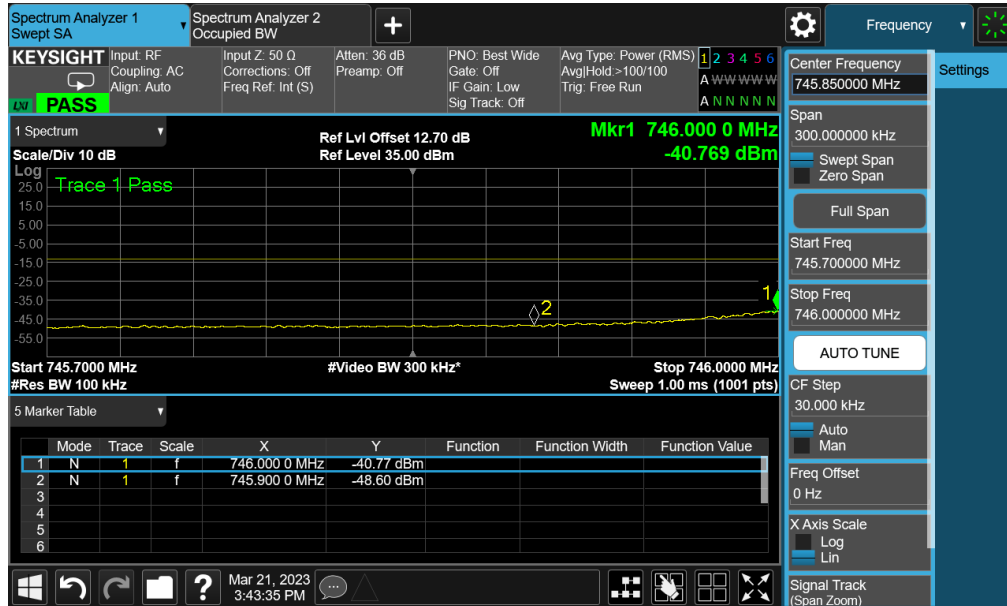 Spectrum Analyzer 1
Swept SA
Spectrum Analyzer 2
Occupied BW
Frequency
KEYSIGHT
LXI PASS
Input: RF
Coupling: AC
Align: Auto
Input Z: 50 Ω
Corrections: Off
Freq Ref: Int (S)
Atten: 36 dB
Preamp: Off
PNO: Best Wide
Gate: Off
IF Gain: Low
Sig Track: Off
Avg Type: Power (RMS)
Avg|Hold:>100/100
Trig: Free Run
1 2 3 4 5 6
A W W W W W
A N N N N N
1 Spectrum
Scale/Div 10 dB
Ref Lvl Offset 12.70 dB
Ref Level 35.00 dBm
Mkr1 746.000 0 MHz
-40.769 dBm
Log
Trace 1 Pass
25.0
15.0
5.00
-5.00
-15.0
-25.0
-35.0
-45.0
-55.0
2
1
Start 745.7000 MHz
#Res BW 100 kHz
#Video BW 300 kHz*
Stop 746.0000 MHz
Sweep 1.00 ms (1001 pts)
5 Marker Table
Mode Trace Scale X Y Function Function Width Function Value
1 N 1 f 746.000 0 MHz -40.77 dBm
2 N 1 f 745.900 0 MHz -48.60 dBm
3
4
5
6
?
Mar 21, 2023
3:43:35 PM
Center Frequency
745.850000 MHz
Span
300.000000 kHz
Swept Span
Zero Span
Full Span
Start Freq
745.700000 MHz
Stop Freq
746.000000 MHz
AUTO TUNE
CF Step
30.000 kHz
Auto
Man
Freq Offset
0 Hz
X Axis Scale
Log
Lin
Signal Track
(Span Zoom)
Settings